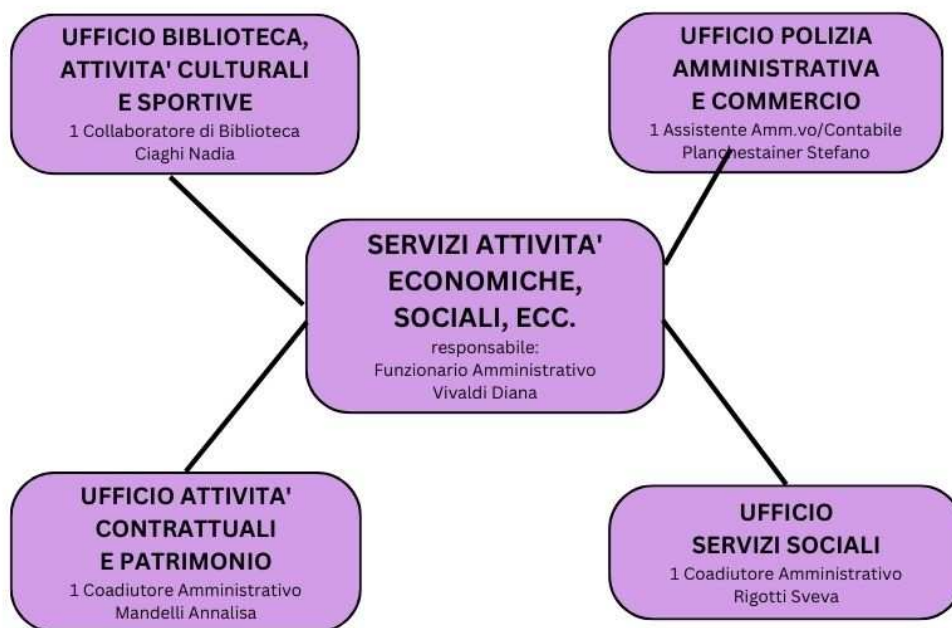 UFFICIO BIBLIOTECA,
ATTIVITA' CULTURALI
E SPORTIVE
1 Collaboratore di Biblioteca
Ciaghi Nadia
UFFICIO POLIZIA
AMMINISTRATIVA
E COMMERCIO
1 Assistente Amm.vo/Contabile
Planchestainer Stefano
SERVIZI ATTIVITA'
ECONOMICHE,
SOCIALI, ECC.
responsabile:
Funzionario Amministrativo
Vivaldi Diana
UFFICIO ATTIVITA'
CONTRATTUALI
E PATRIMONIO
1 Coadiutore Amministrativo
Mandelli Annalisa
UFFICIO
SERVIZI SOCIALI
1 Coadiutore Amministrativo
Rigotti Sveva